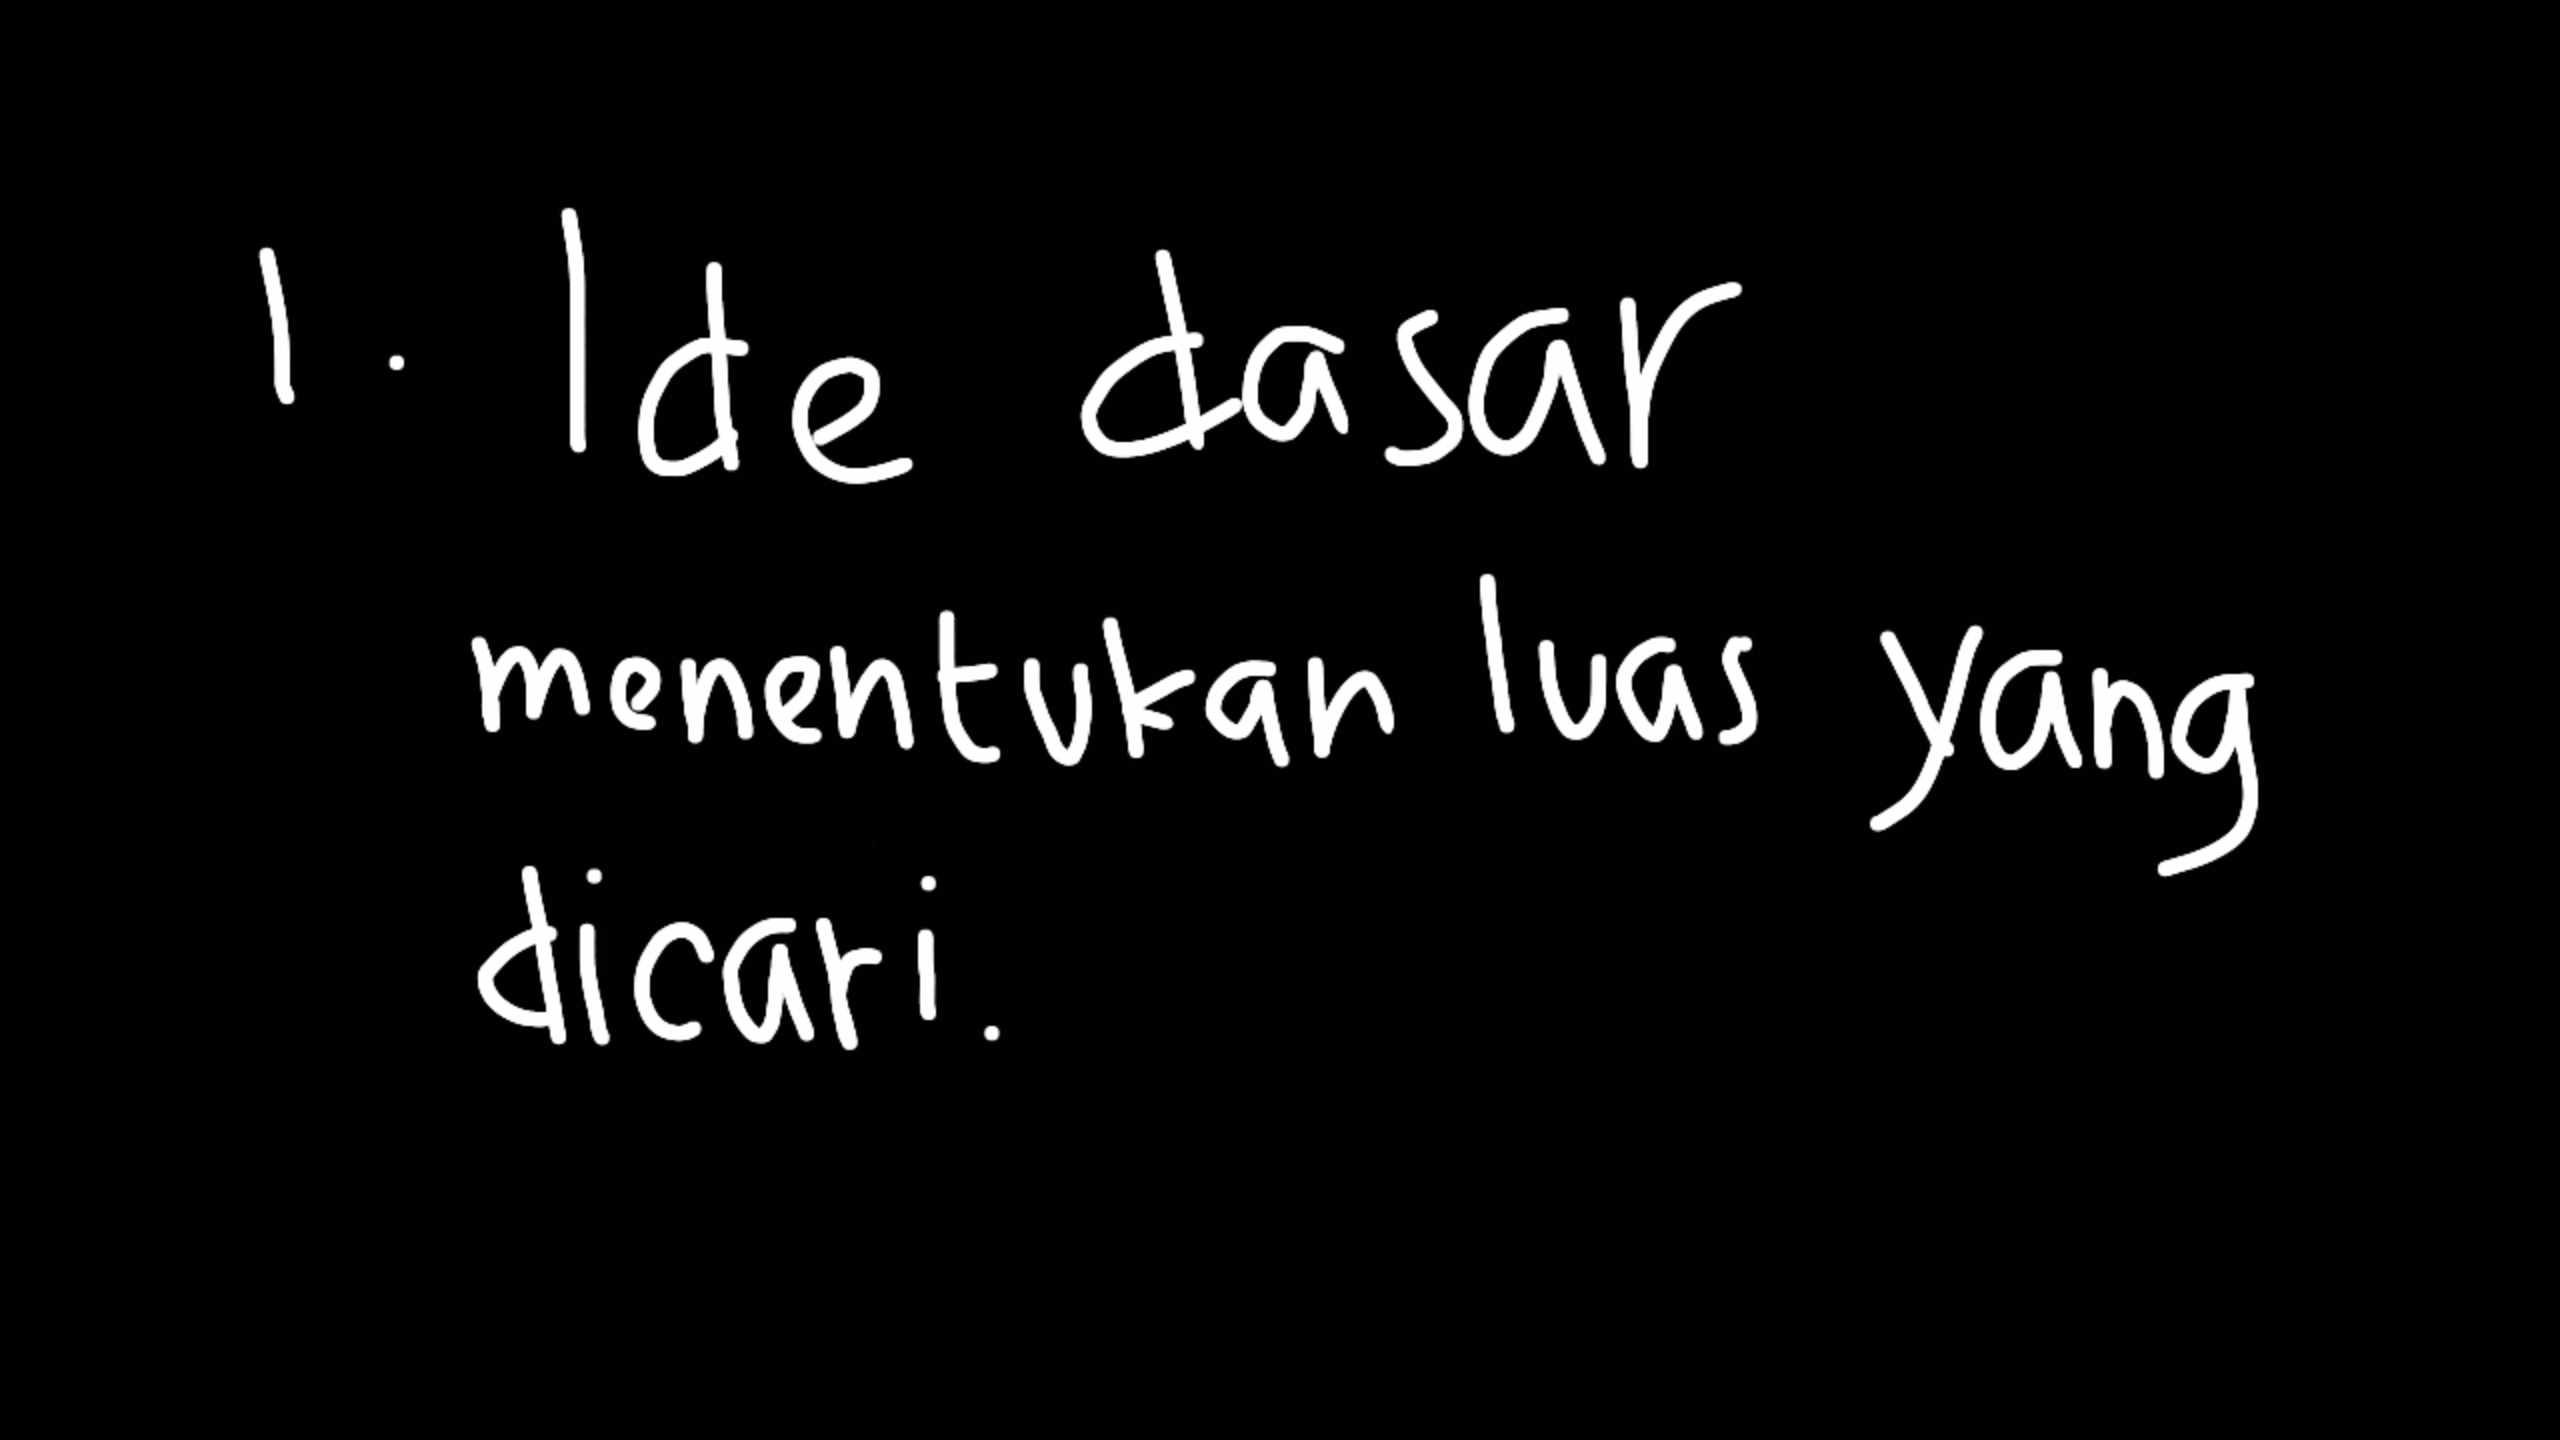 1. Ide dasar
menentukan luas yang
dicari.